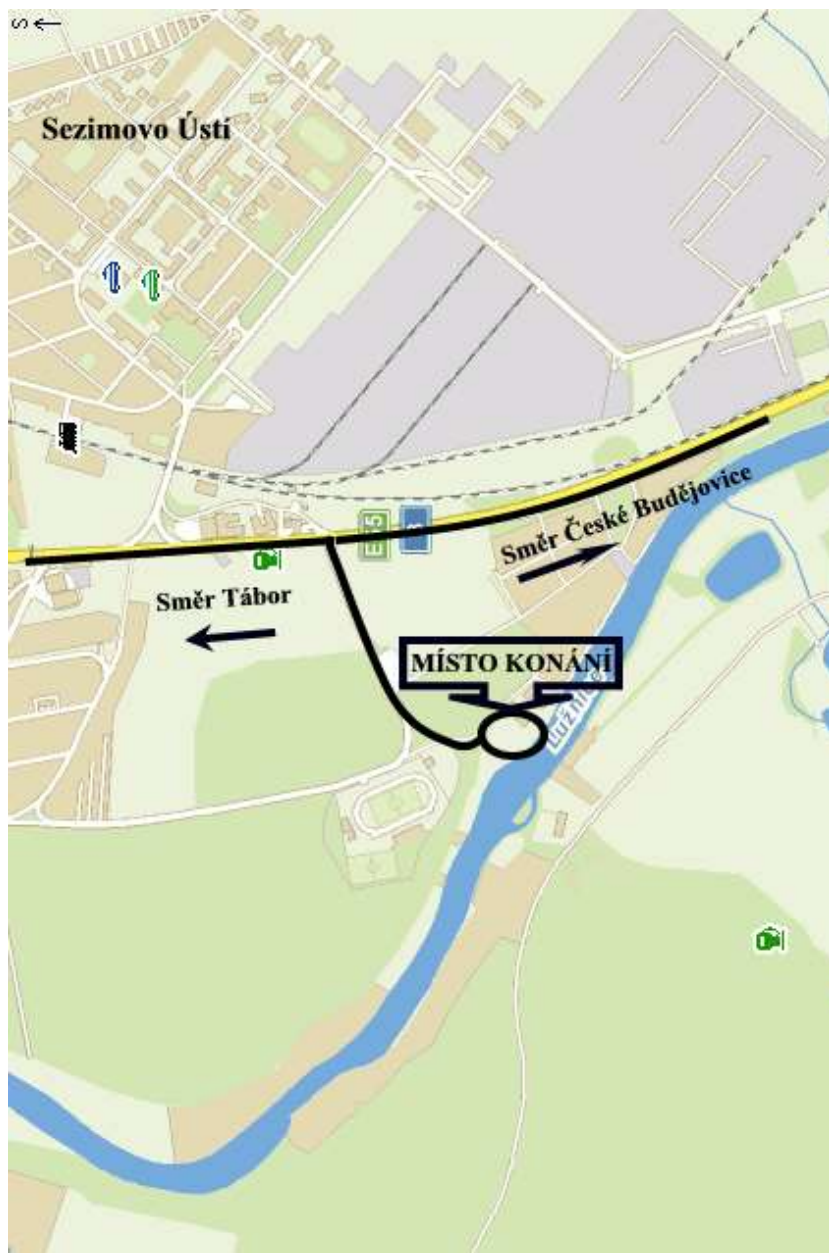 S
Sezimovo Ústí
E55
3
Směr České Budějovice
Směr Tábor
MÍSTO KONÁNÍ
Lužnice